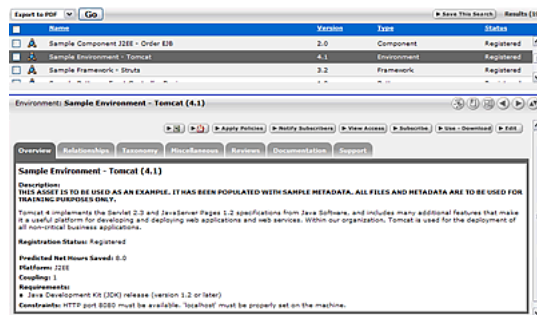 Export to PDF Go Save This Search Results (1
Name Version Type Status
Sample Component J2EE - Order EJB 2.0 Component Registered
Sample Environment - Tomcat 4.1 Environment Registered
Sample Framework - Struts 3.2 Framework Registered
Environment: Sample Environment - Tomcat (4.1)
Apply Policies Notify Subscribers View Access Subscribe Use - Download Edit
Overview Relationships Taxonomy Miscellaneous Reviews Documentation Support
Sample Environment - Tomcat (4.1)
Description:
THIS ASSET IS TO BE USED AS AN EXAMPLE. IT HAS BEEN POPULATED WITH SAMPLE METADATA. ALL FILES AND METADATA ARE TO BE USED FOR
TRAINING PURPOSES ONLY.
Tomcat 4 implements the Servlet 2.3 and JavaServer Pages 1.2 specifications from Java Software, and includes many additional features that make
it a useful platform for developing and deploying web applications and web services. Within our organization, Tomcat is used for the deployment of
all non-critical business applications.
Registration Status: Registered
Predicted Net Hours Saved: 8.0
Platform: J2EE
Coupling: 1
Requirements:
Java Development Kit (JDK) release (version 1.2 or later)
Constraints: HTTP port 8080 must be available. 'localhost' must be properly set on the machine.